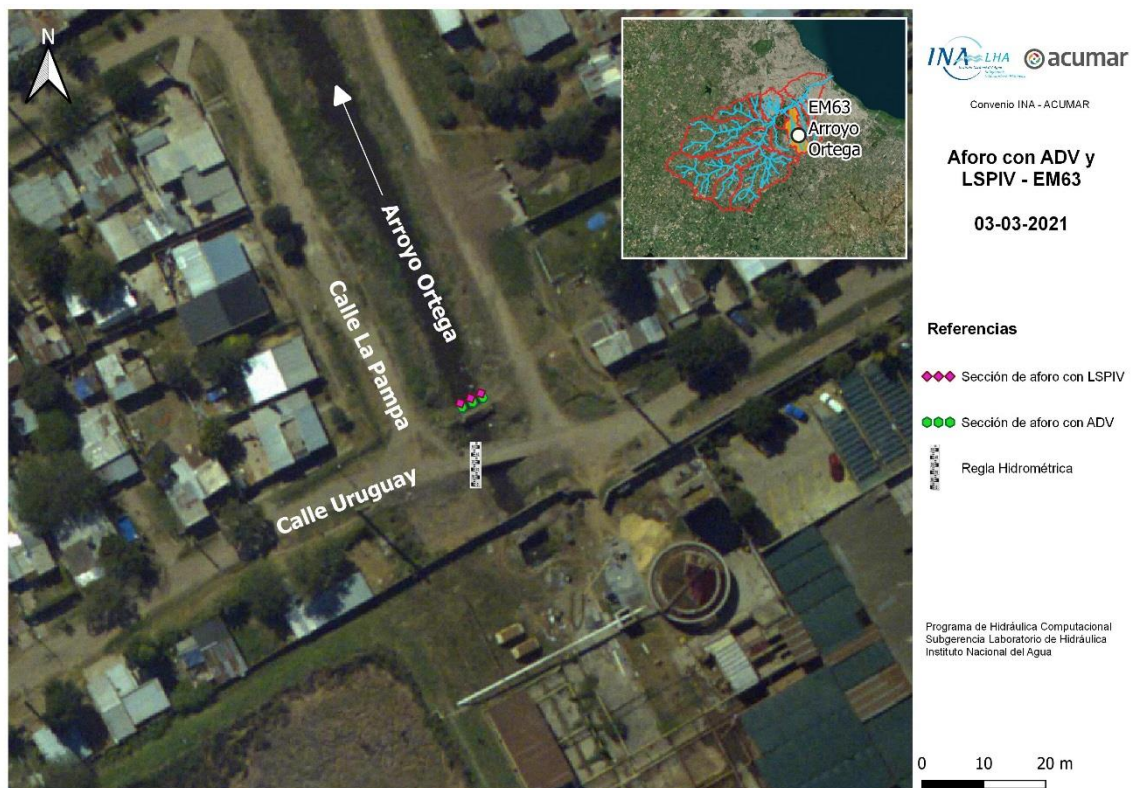 N
Arroyo Ortega
Calle La Pampa
Calle Uruguay
EM63
Arroyo
Ortega
INA LHA
acumar
Convenio INA - ACUMAR
Aforo con ADV y
LSPIV - EM63
03-03-2021
Referencias
Sección de aforo con LSPIV
Sección de aforo con ADV
Regla Hidrométrica
Programa de Hidráulica Computacional
Subgerencia Laboratorio de Hidráulica
Instituto Nacional del Agua
0 10 20 m